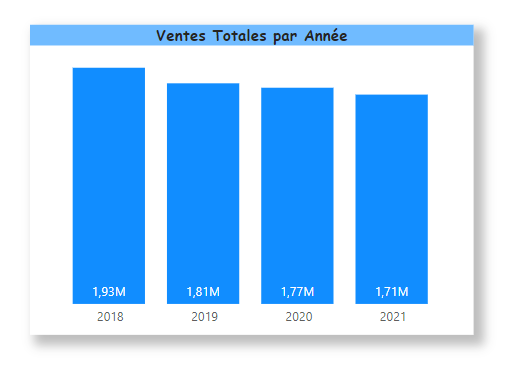 Ventes Totales par Année
1,93M 1,81M 1,77M 1,71M
2018 2019 2020 2021